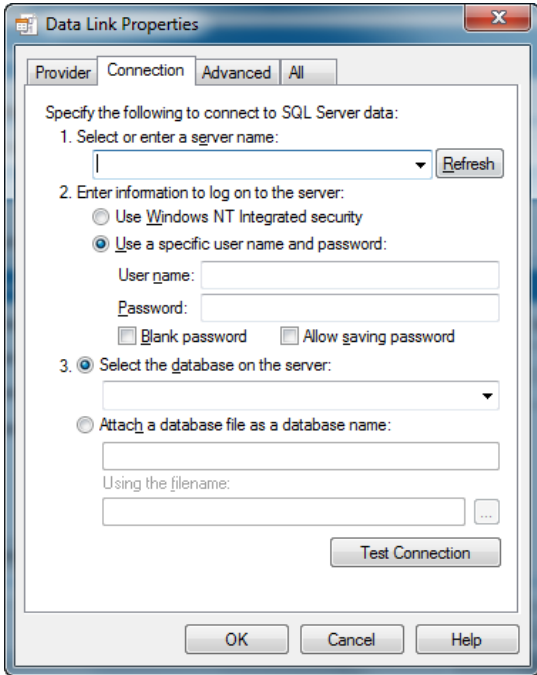 Data Link Properties
Provider Connection Advanced All
Specify the following to connect to SQL Server data:
1. Select or enter a server name:
Refresh
2. Enter information to log on to the server:
Use Windows NT Integrated security
Use a specific user name and password:
User name:
Password:
Blank password Allow saving password
3. Select the database on the server:
Attach a database file as a database name:
Using the filename:
...
Test Connection
OK Cancel Help